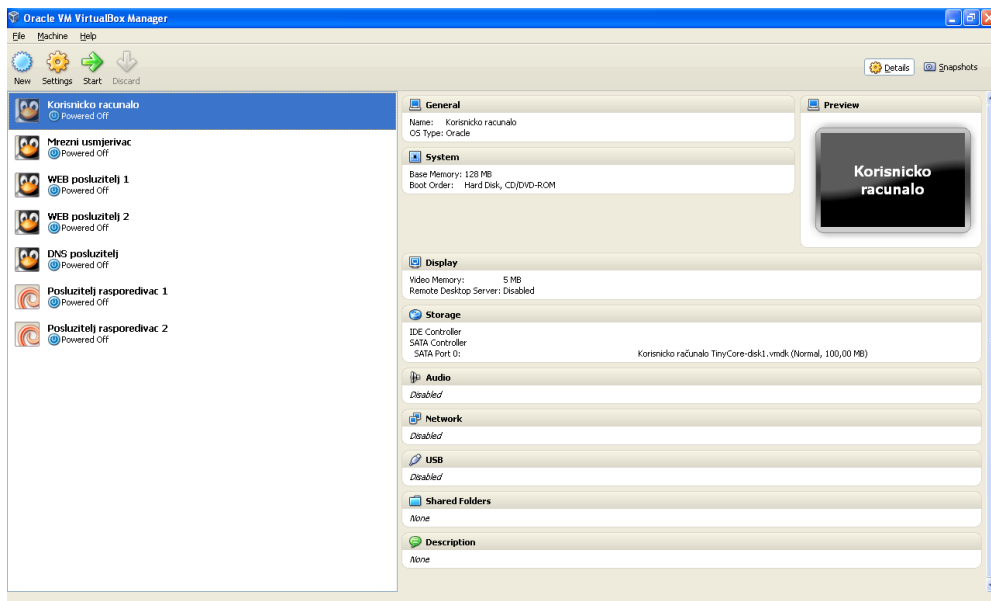 Oracle VM VirtualBox Manager
File Machine Help
New Settings Start Discard
Details Snapshots
Korisnicko racunalo
Powered Off
Mrezni usmjerivac
Powered Off
WEB posluzitelj 1
Powered Off
WEB posluzitelj 2
Powered Off
DNS posluzitelj
Powered Off
Posluzitelj rasporedivac 1
Powered Off
Posluzitelj rasporedivac 2
Powered Off
General
Name: Korisnicko racunalo
OS Type: Oracle
System
Base Memory: 128 MB
Boot Order: Hard Disk, CD/DVD-ROM
Preview
Korisnicko
racunalo
Display
Video Memory: 5 MB
Remote Desktop Server: Disabled
Storage
IDE Controller
SATA Controller
SATA Port 0: Korisnicko računalo TinyCore-disk1.vmdk (Normal, 100,00 MB)
Audio
Disabled
Network
Disabled
USB
Disabled
Shared Folders
None
Description
None